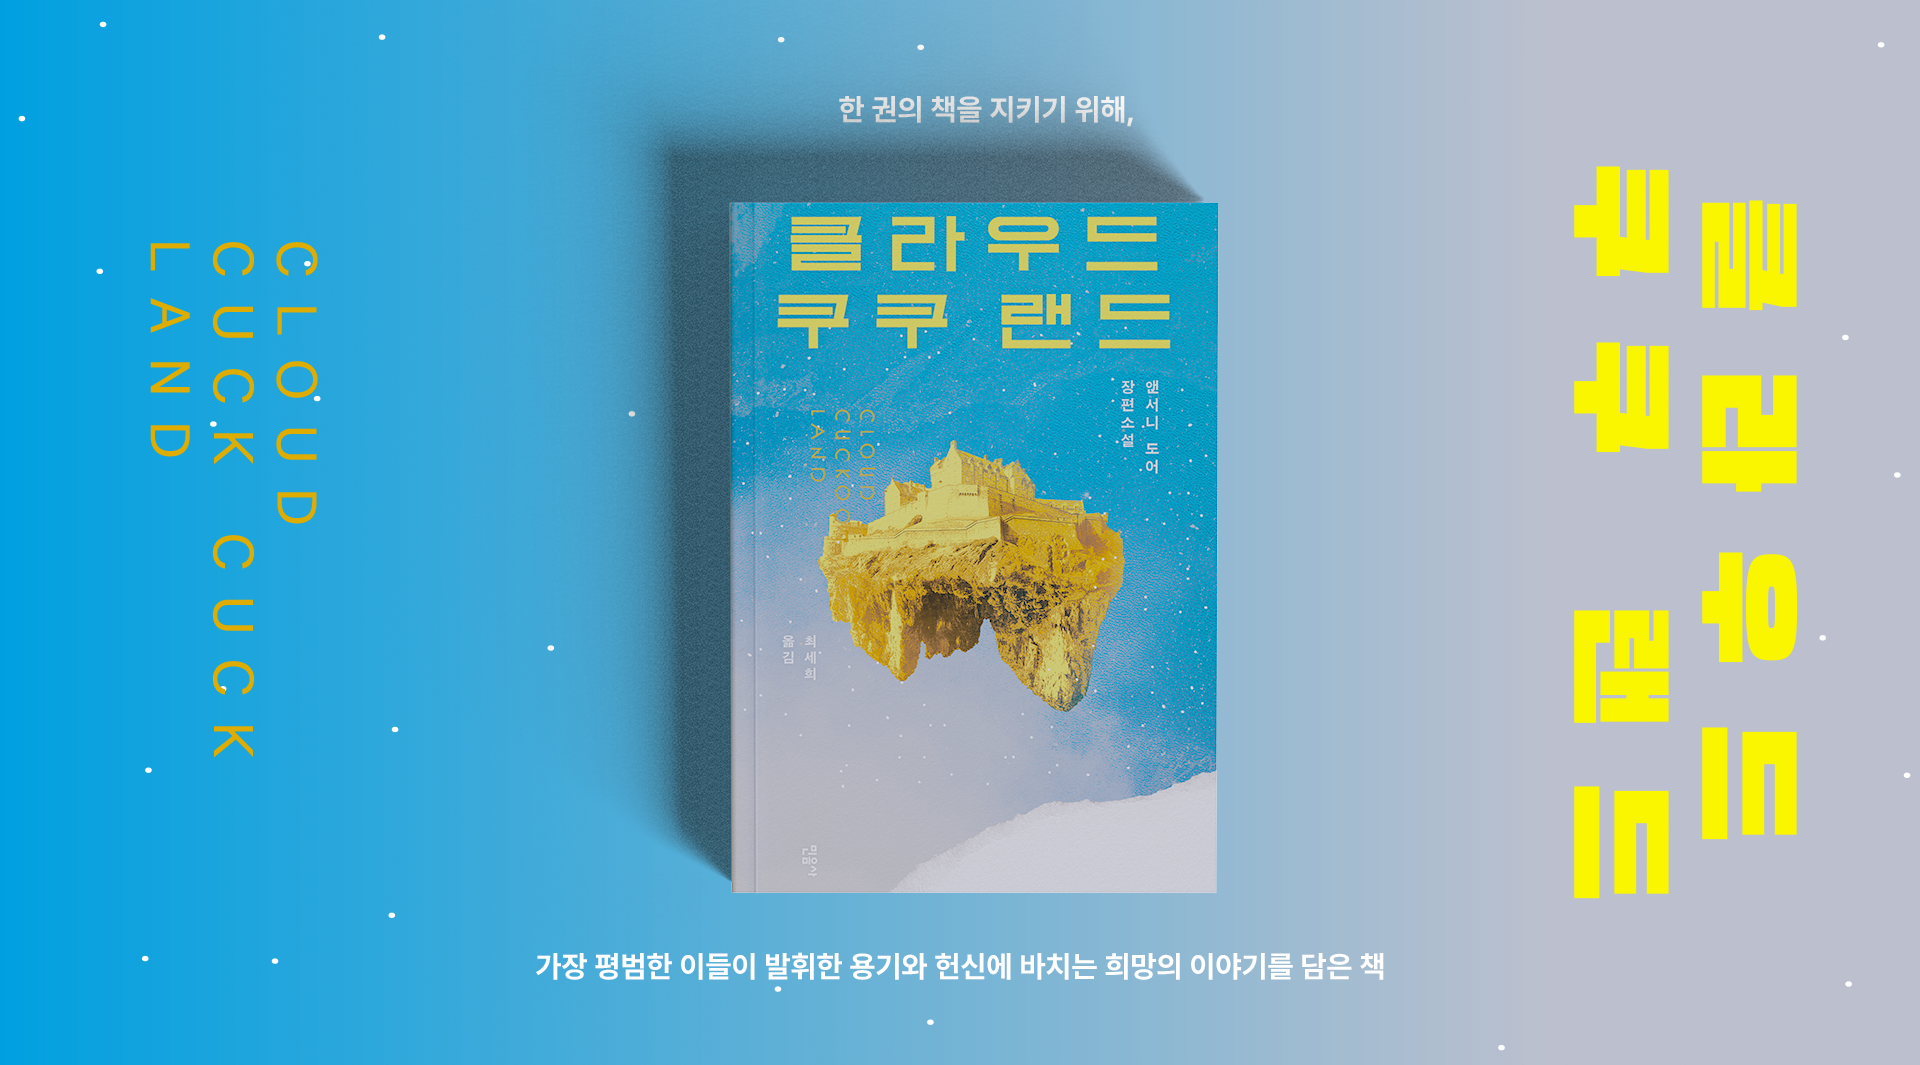 한 권의 책을 지키기 위해,
CLOUD
CUCK CUCK
LAND
클라우드
쿠쿠 랜드
앤서니 도어
장편소설
CLOUD
CUCKOO
LAND
최세희
옮김
민음사
클라우드
쿠쿠 랜드
가장 평범한 이들이 발휘한 용기와 헌신에 바치는 희망의 이야기를 담은 책